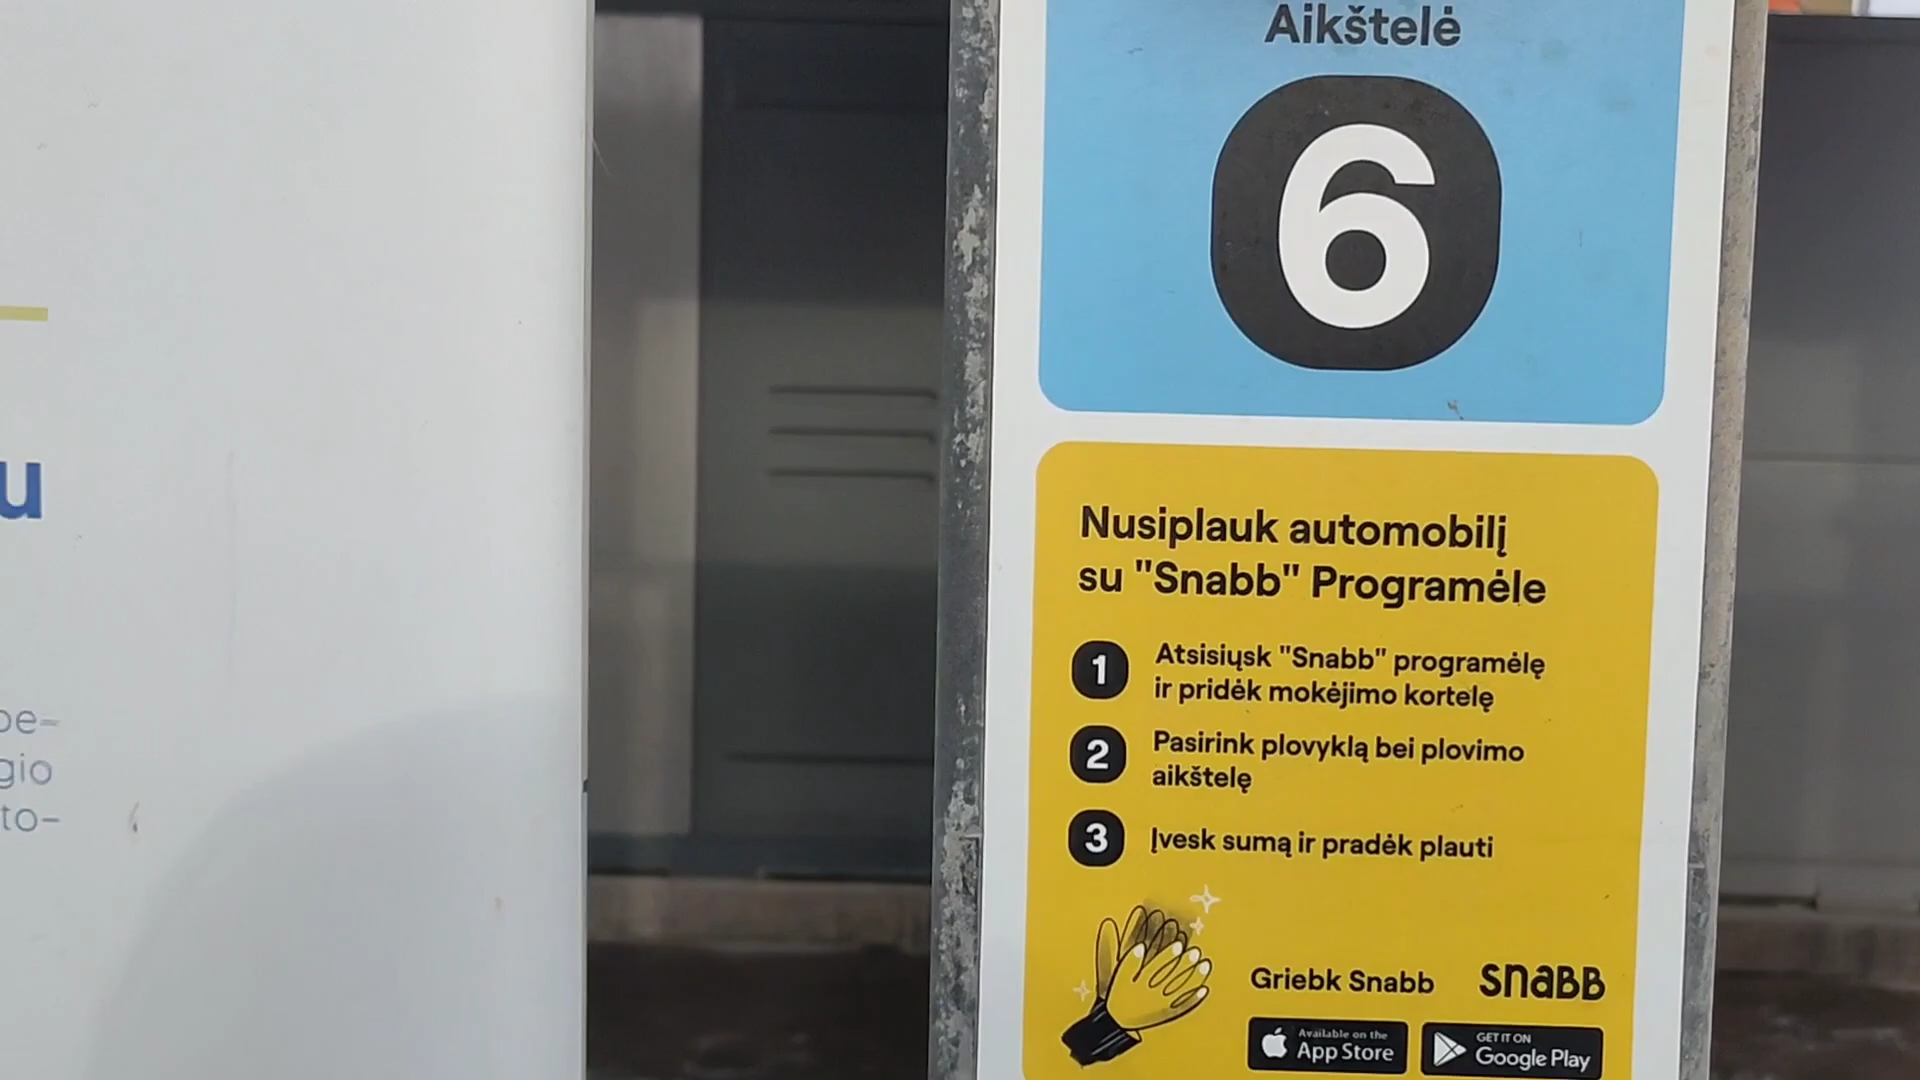 Aikštelė
6
Nusiplauk automobilį
su "Snabb" Programėle
1 Atsisiųsk "Snabb" programėlę
ir pridėk mokėjimo kortelę
2 Pasirink plovyklą bei plovimo
aikštelę
3 Įvesk sumą ir pradėk plauti
Griebk Snabb
SNABB
Available on the
App Store
GET IT ON
Google Play
u
gio
to-